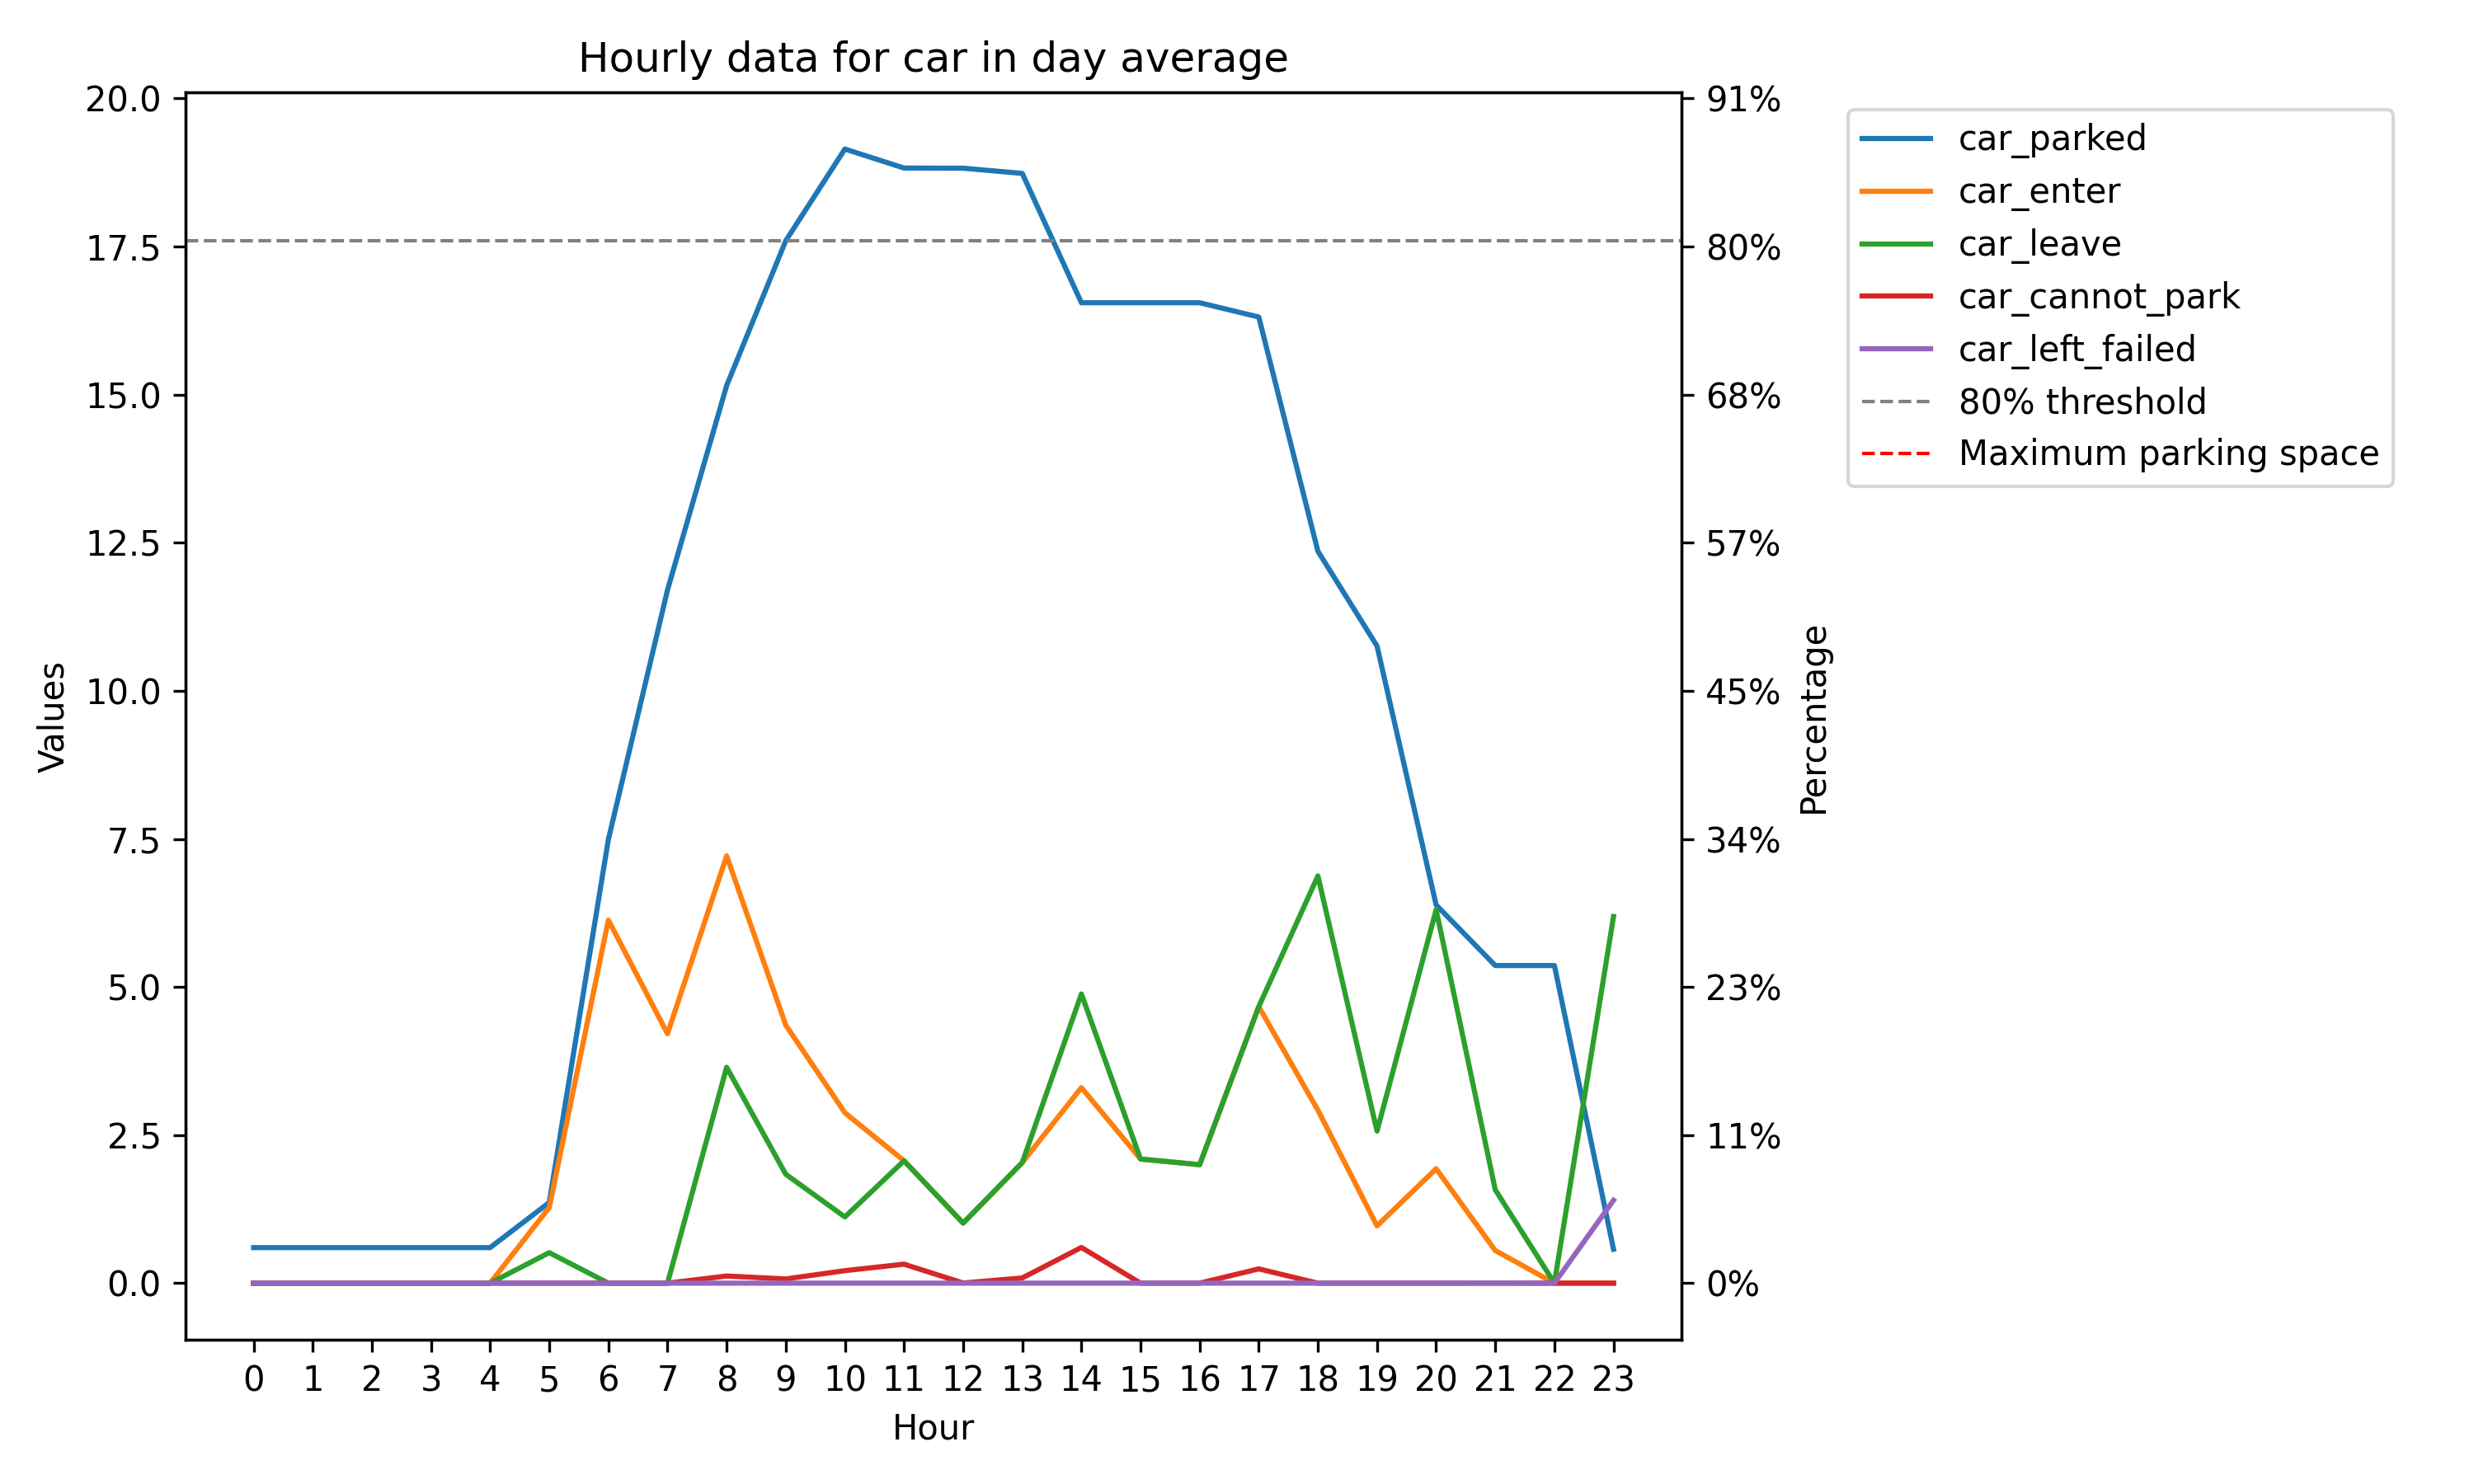 Hourly data for car in day average
20.0
17.5
15.0
12.5
10.0
7.5
5.0
2.5
0.0
Values
0 1 2 3 4 5 6 7 8 9 10 11 12 13 14 15 16 17 18 19 20 21 22 23
Hour
91%
80%
68%
57%
45%
34%
23%
11%
0%
Percentage
car_parked
car_enter
car_leave
car_cannot_park
car_left_failed
80% threshold
Maximum parking space